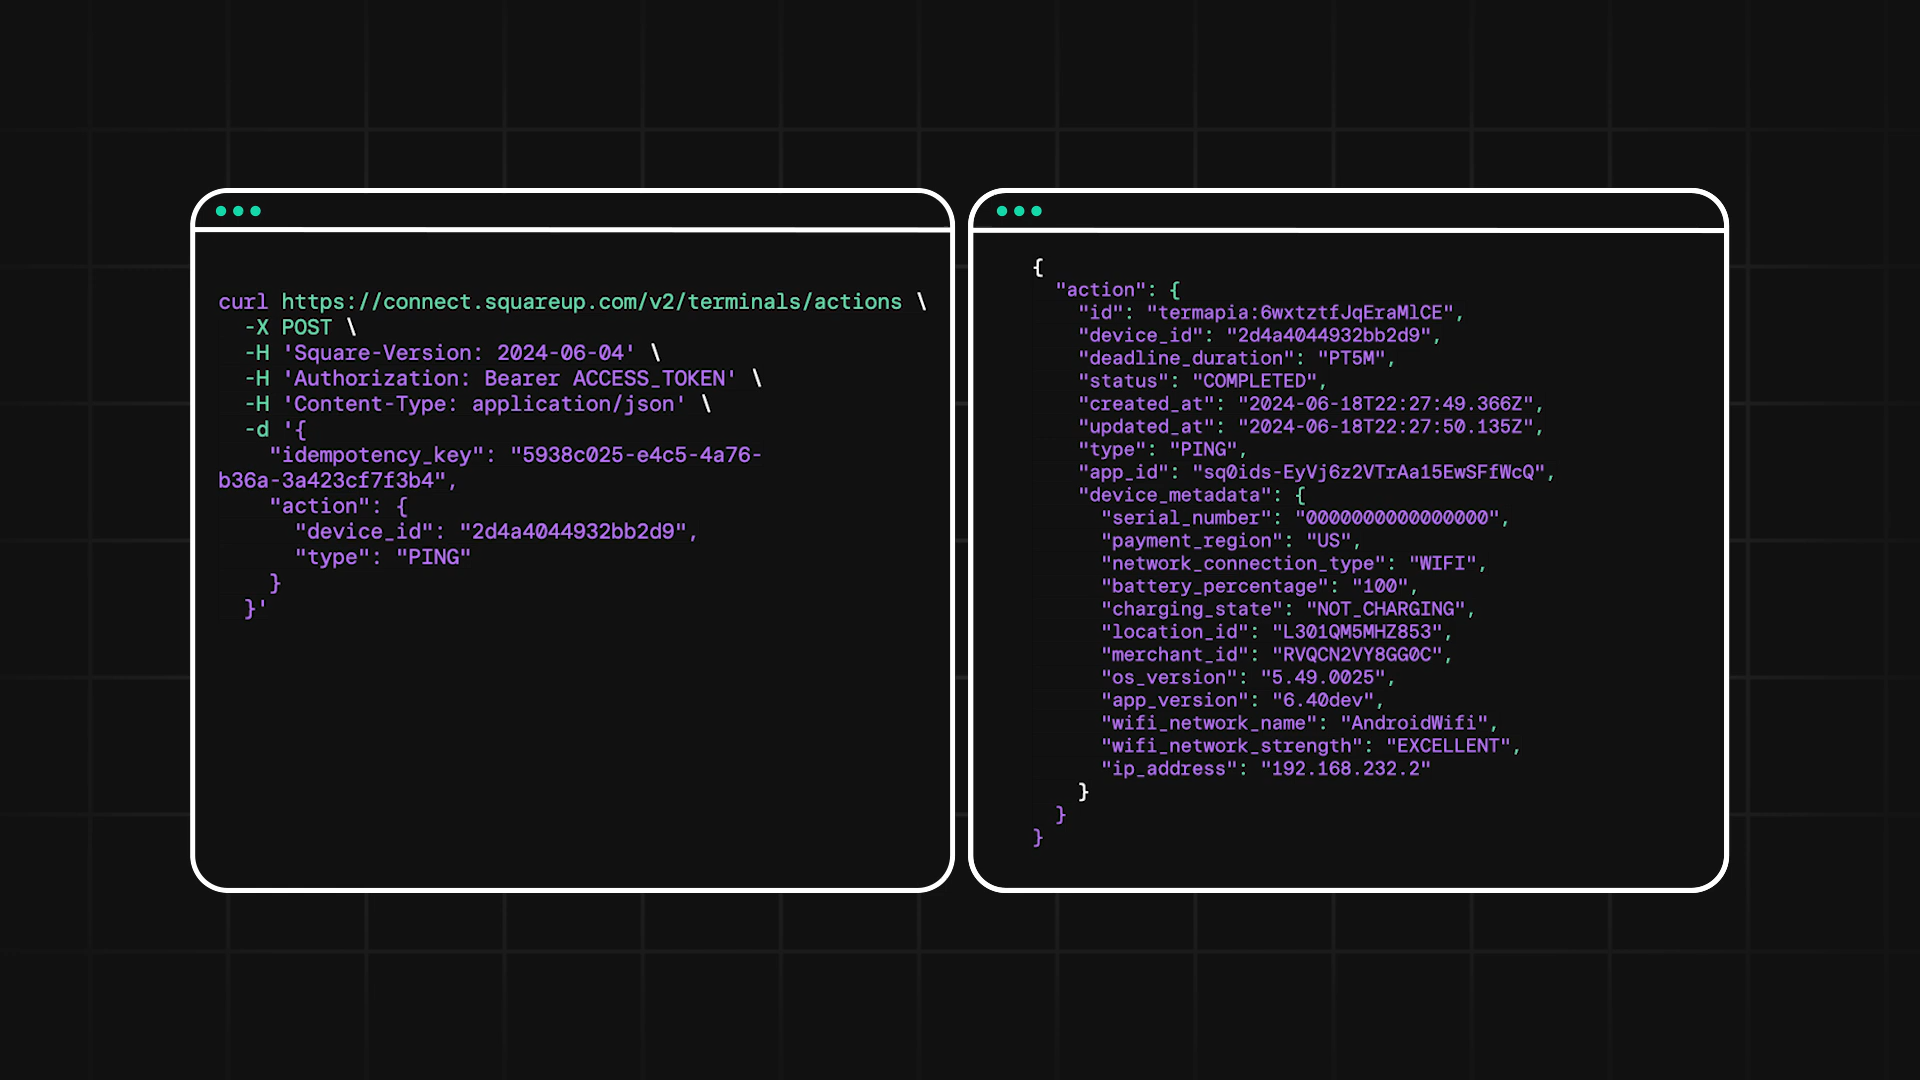 curl https://connect.squareup.com/v2/terminals/actions \
-X POST \
-H 'Square-Version: 2024-06-04' \
-H 'Authorization: Bearer ACCESS_TOKEN' \
-H 'Content-Type: application/json' \
-d '{
"idempotency_key": "5938c025-e4c5-4a76-
b36a-3a423cf7f3b4",
"action": {
"device_id": "2d4a4044932bb2d9",
"type": "PING"
}
}'
{
"action": {
"id": "termapia:6wxtztfJqEraMlCE",
"device_id": "2d4a4044932bb2d9",
"deadline_duration": "PT5M",
"status": "COMPLETED",
"created_at": "2024-06-18T22:27:49.366Z",
"updated_at": "2024-06-18T22:27:50.135Z",
"type": "PING",
"app_id": "sq0ids-EyVj6z2VTrAa15EwSFfWcQ",
"device_metadata": {
"serial_number": "0000000000000000",
"payment_region": "US",
"network_connection_type": "WIFI",
"battery_percentage": "100",
"charging_state": "NOT_CHARGING",
"location_id": "L301QM5MHZ853",
"merchant_id": "RVQCN2VY8GG0C",
"os_version": "5.49.0025",
"app_version": "6.40dev",
"wifi_network_name": "AndroidWifi",
"wifi_network_strength": "EXCELLENT",
"ip_address": "192.168.232.2"
}
}
}